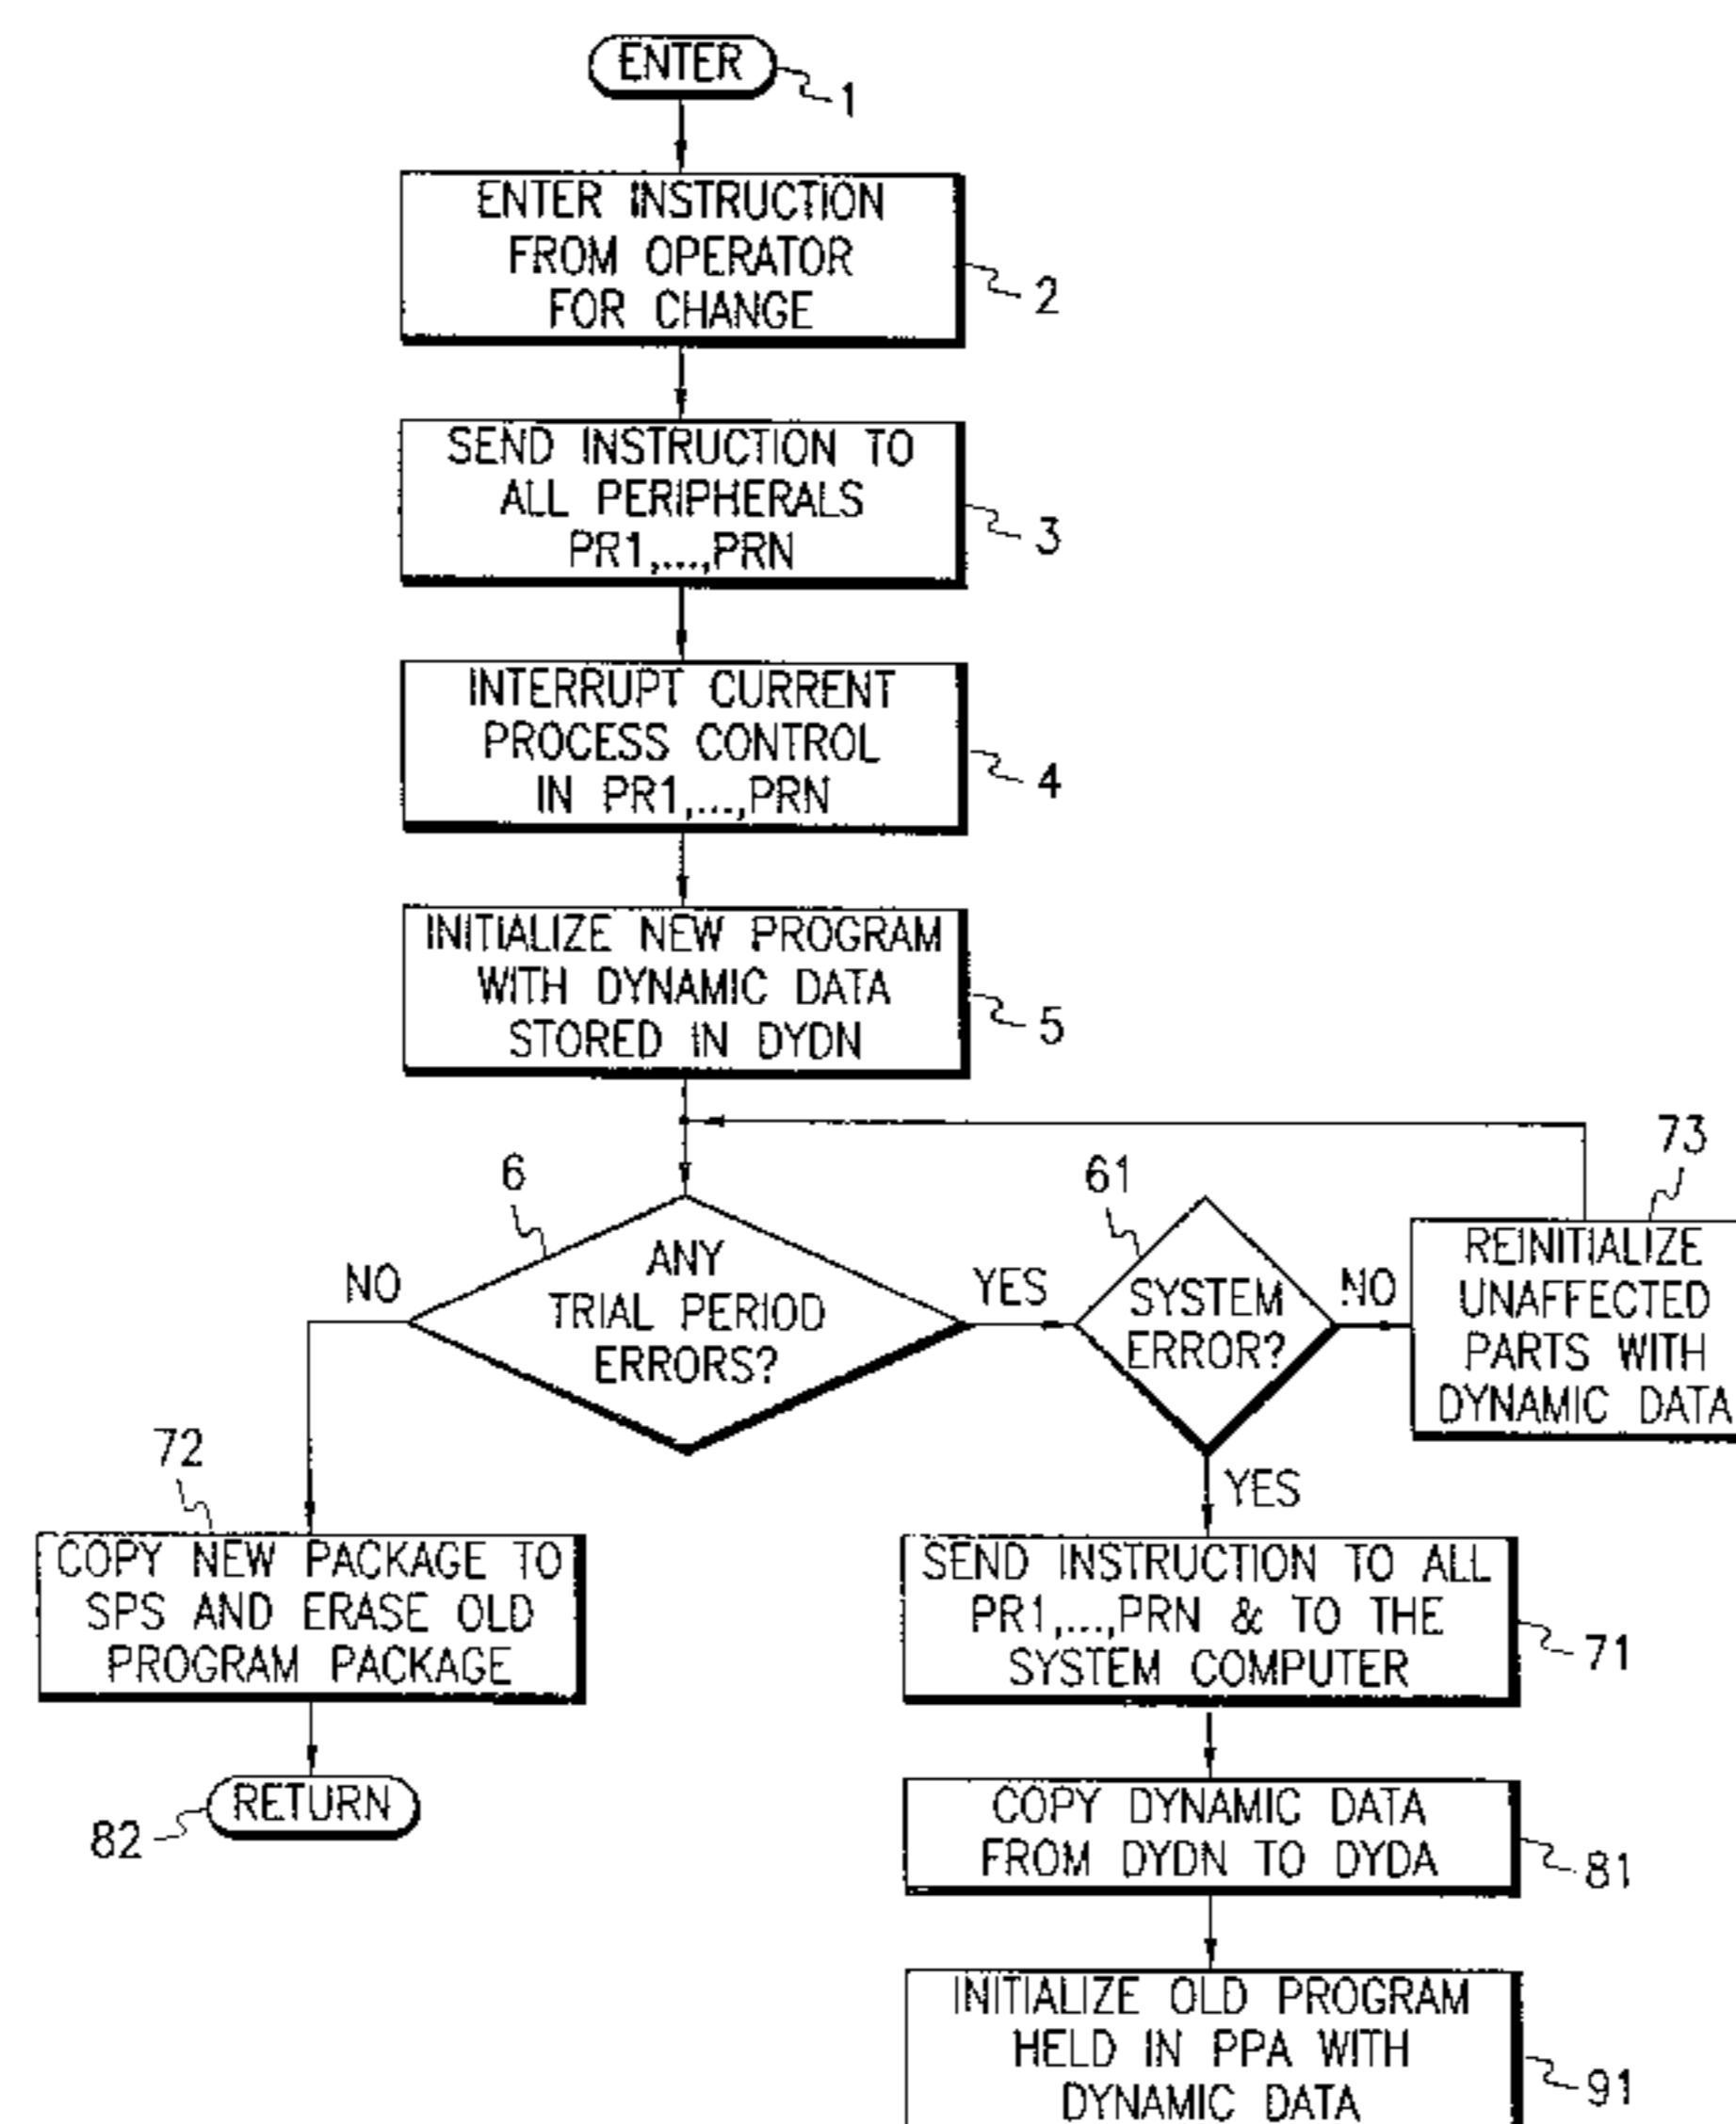 ENTER
1
ENTER INSTRUCTION
FROM OPERATOR
FOR CHANGE
2
SEND INSTRUCTION TO
ALL PERIPHERALS
PR1,...,PRN
3
INTERRUPT CURRENT
PROCESS CONTROL
IN PR1,...,PRN
4
INITIALIZE NEW PROGRAM
WITH DYNAMIC DATA
STORED IN DYDN
5
6
ANY
TRIAL PERIOD
ERRORS?
NO
YES
61
SYSTEM
ERROR?
NO
YES
73
REINITIALIZE
UNAFFECTED
PARTS WITH
DYNAMIC DATA
72
COPY NEW PACKAGE TO
SPS AND ERASE OLD
PROGRAM PACKAGE
RETURN
82
SEND INSTRUCTION TO ALL
PR1,...,PRN & TO THE
SYSTEM COMPUTER
71
COPY DYNAMIC DATA
FROM DYDN TO DYDA
81
INITIALIZE OLD PROGRAM
HELD IN PPA WITH
DYNAMIC DATA
91